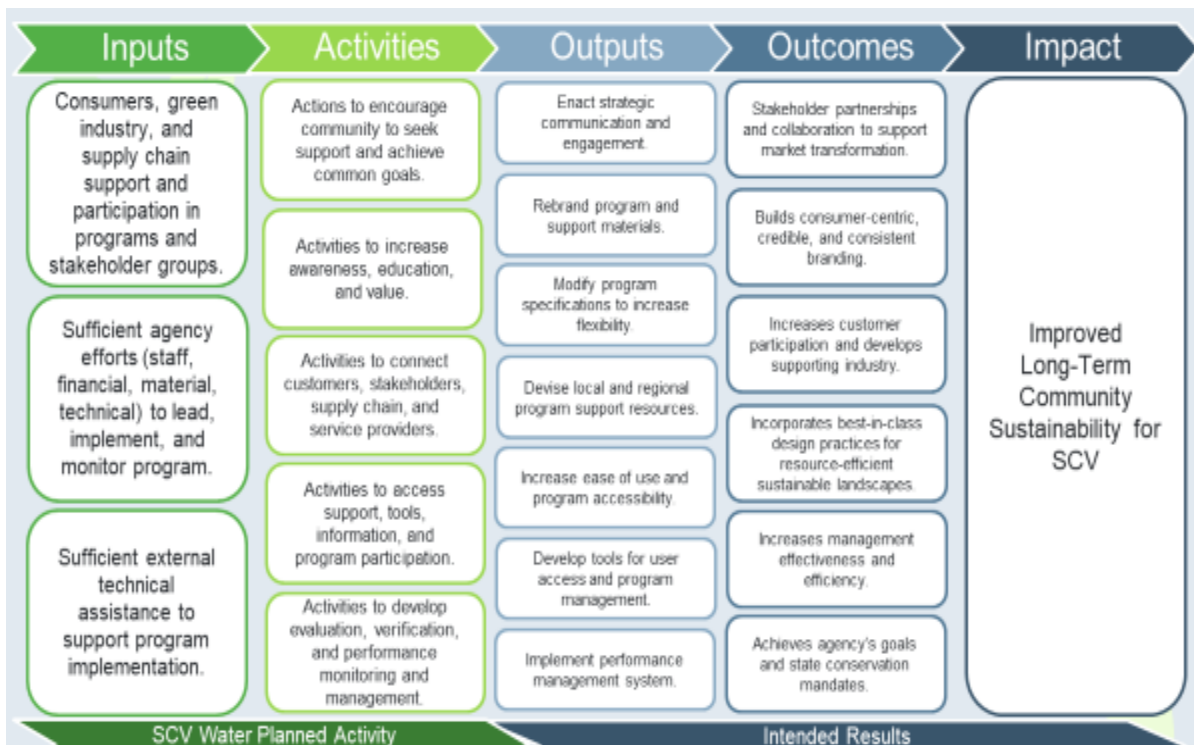 Inputs
Activities
Outputs
Outcomes
Impact
Consumers, green
industry, and
supply chain
support and
participation in
programs and
stakeholder groups.
Sufficient agency
efforts (staff,
financial, material,
technical) to lead,
implement, and
monitor program.
Sufficient external
technical
assistance to
support program
implementation.
Actions to encourage
community to seek
support and achieve
common goals.
Activities to increase
awareness, education,
and value.
Activities to connect
customers, stakeholders,
supply chain, and
service providers.
Activities to access
support, tools,
information, and
program participation.
Activities to develop
evaluation, verification,
and performance
monitoring and
management.
Enact strategic
communication and
engagement.
Rebrand program and
support materials.
Modify program
specifications to increase
flexibility.
Devise local and regional
program support resources.
Increase ease of use and
program accessibility.
Develop tools for user
access and program
management.
Implement performance
management system.
Stakeholder partnerships
and collaboration to support
market transformation.
Builds consumer-centric,
credible, and consistent
branding.
Increases customer
participation and develops
supporting industry.
Incorporates best-in-class
design practices for
resource-efficient
sustainable landscapes.
Increases management
effectiveness and
efficiency.
Achieves agency's goals
and state conservation
mandates.
Improved
Long-Term
Community
Sustainability for
SCV
SCV Water Planned Activity
Intended Results